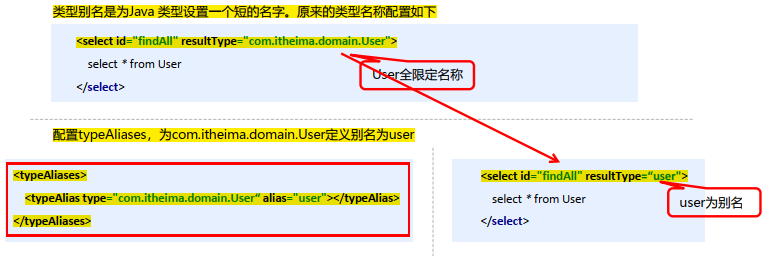 类型别名是为Java 类型设置一个短的名字。原来的类型名称配置如下
<select id="findAll" resultType="com.itheima.domain.User">
select * from User
</select>
User全限定名称
配置typeAliases，为com.itheima.domain.User定义别名为user
<typeAliases>
<typeAlias type="com.itheima.domain.User“ alias="user"></typeAlias>
</typeAliases>
<select id="findAll" resultType=“user">
select * from User
</select>
user为别名